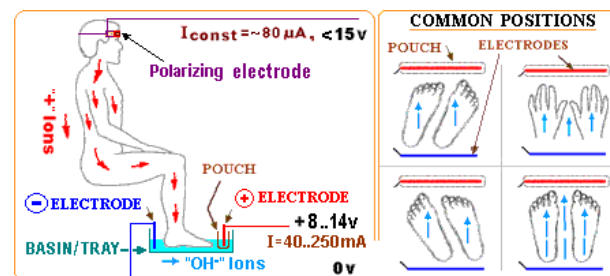 Iconst =~80 µA, <15v
Polarizing electrode
"+" Ions
POUCH
⊖ ELECTRODE
⊕ ELECTRODE
+8..14v
I=40..250mA
BASIN/TRAY
→ "OH⁻" Ions
0v
COMMON POSITIONS
POUCH
ELECTRODES